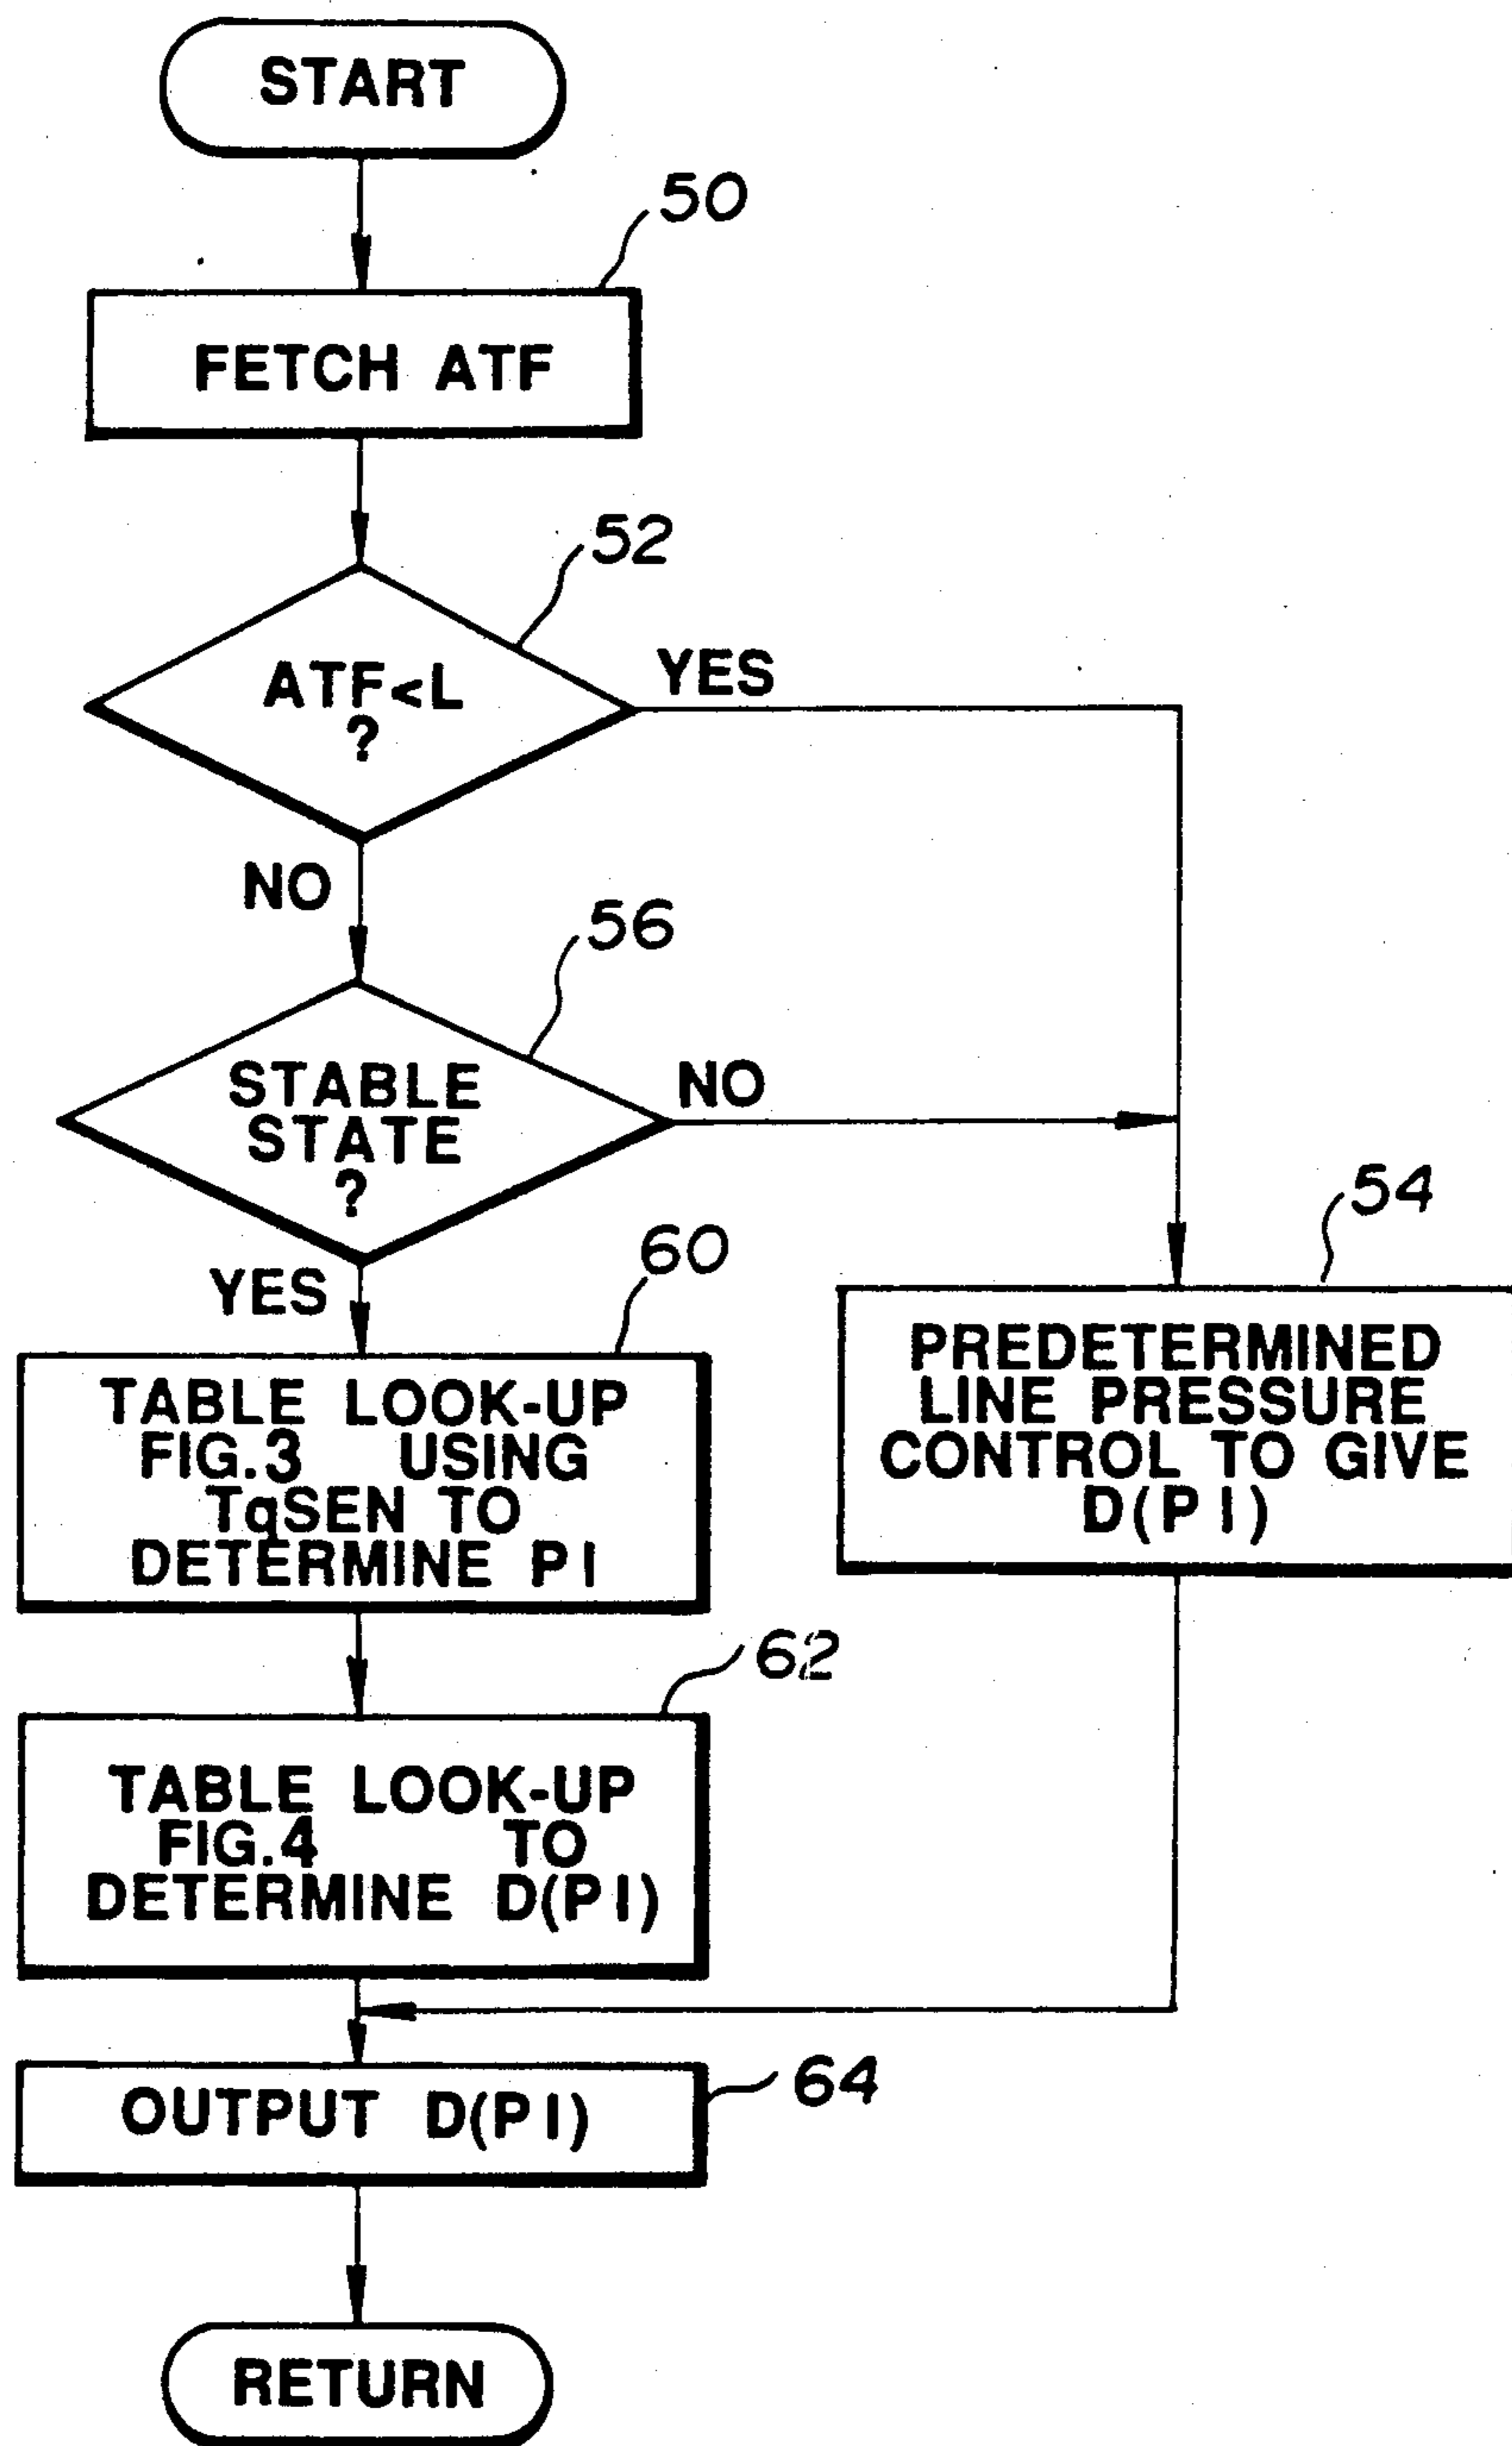 START
50
FETCH ATF
52
ATF<L
?
YES
NO
56
STABLE
STATE
?
NO
YES
60
54
TABLE LOOK-UP
FIG.3 USING
TqSEN TO
DETERMINE PI
PREDETERMINED
LINE PRESSURE
CONTROL TO GIVE
D(PI)
62
TABLE LOOK-UP
FIG.4 TO
DETERMINE D(PI)
OUTPUT D(PI)
64
RETURN